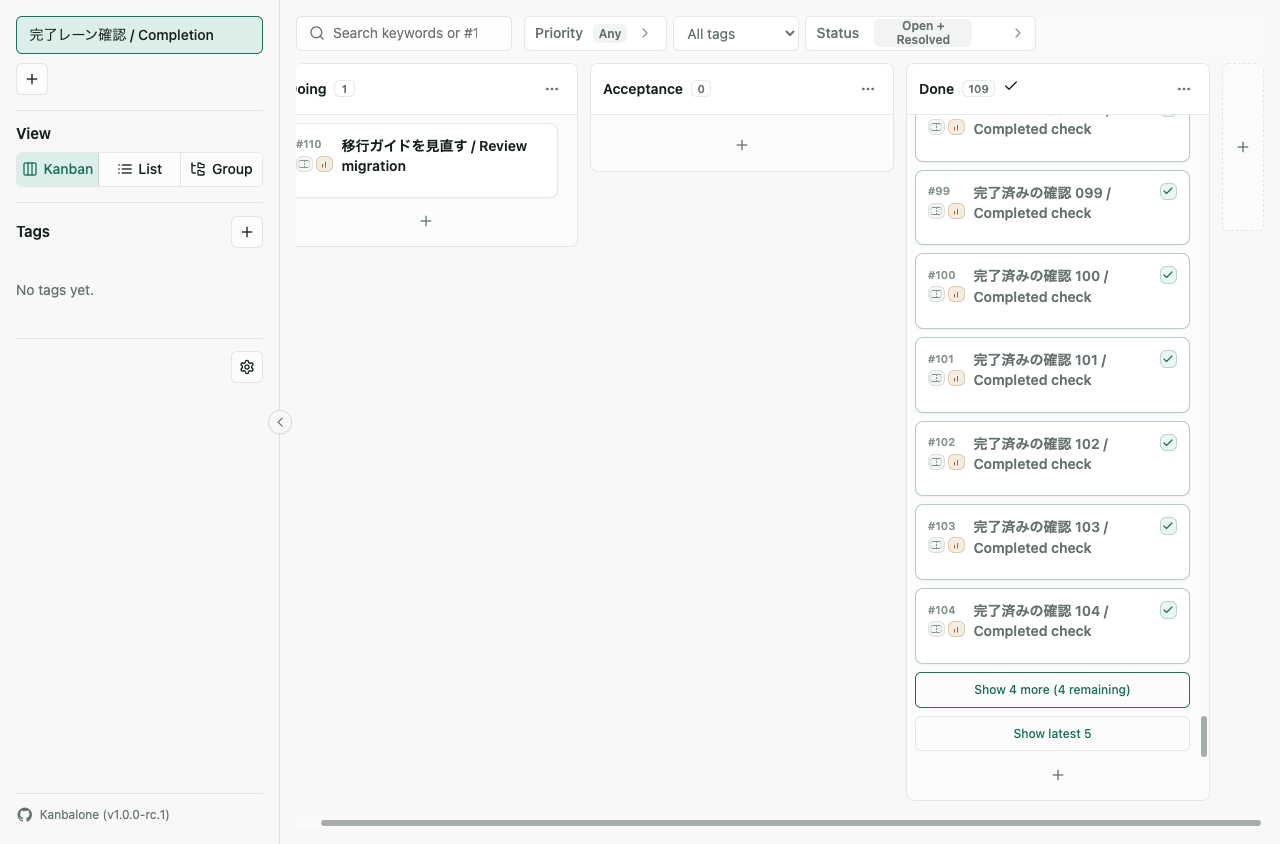 完了レーン確認 / Completion
View
Kanban
List
Group
Tags
No tags yet.
Kanbalone (v1.0.0-rc.1)
Search keywords or #1
Priority
Any
All tags
Status
Open +
Resolved
oing
1
#110
移行ガイドを見直す / Review
migration
Acceptance
0
Done
109
Completed check
#99
完了済みの確認 099 /
Completed check
#100
完了済みの確認 100 /
Completed check
#101
完了済みの確認 101 /
Completed check
#102
完了済みの確認 102 /
Completed check
#103
完了済みの確認 103 /
Completed check
#104
完了済みの確認 104 /
Completed check
Show 4 more (4 remaining)
Show latest 5